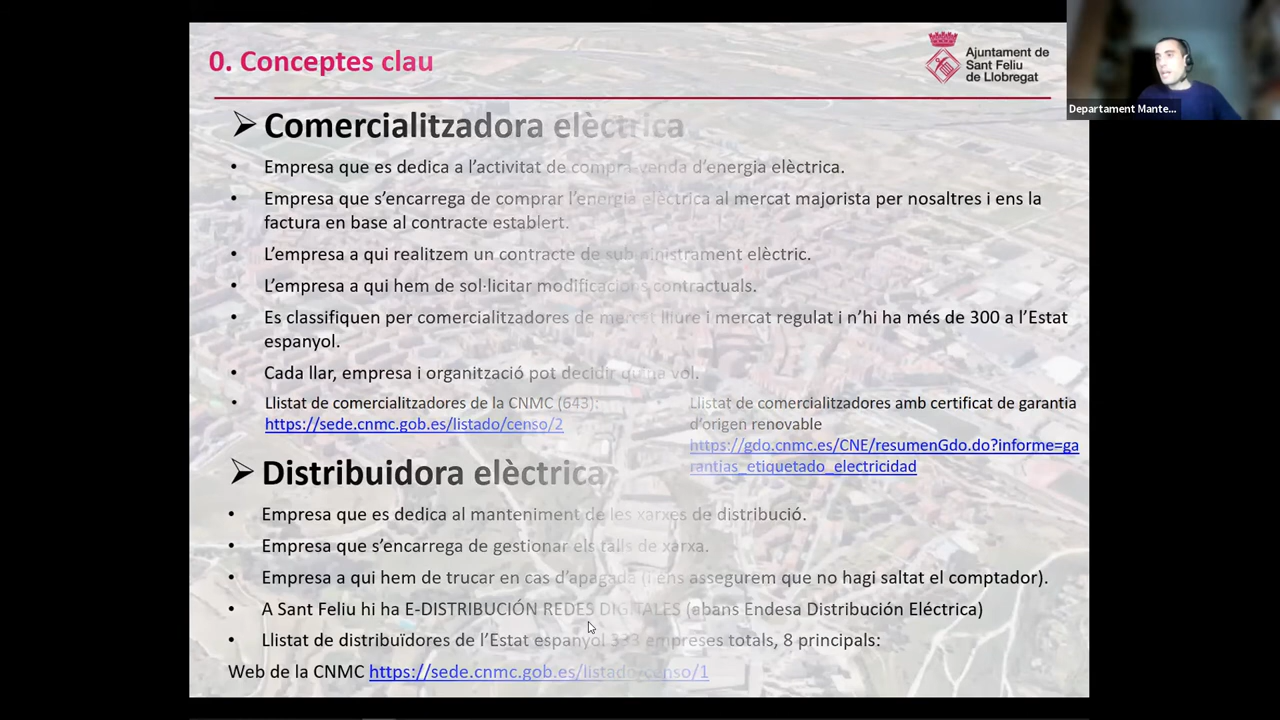 0. Conceptes clau
Ajuntament de
Sant Feliu
de Llobregat
Departament Mante...
Comercialitzadora elèctrica
• Empresa que es dedica a l'activitat de compra-venda d'energia elèctrica.
• Empresa que s'encarrega de comprar l'energia elèctrica al mercat majorista per nosaltres i ens la
factura en base al contracte establert.
• L'empresa a qui realitzem un contracte de subministrament elèctric.
• L'empresa a qui hem de sol·licitar modificacions contractuals.
• Es classifiquen per comercialitzadores de mercat lliure i mercat regulat i n'hi ha més de 300 a l'Estat
espanyol.
• Cada llar, empresa i organització pot decidir quina vol.
• Llistat de comercialitzadores de la CNMC (643):
https://sede.cnmc.gob.es/listado/censo/2
Llistat de comercialitzadores amb certificat de garantia
d'origen renovable
https://gdo.cnmc.es/CNE/resumenGdo.do?informe=ga
rantias_etiquetado_electricidad
Distribuidora elèctrica
• Empresa que es dedica al manteniment de les xarxes de distribució.
• Empresa que s'encarrega de gestionar els talls de xarxa.
• Empresa a qui hem de trucar en cas d'apagada (i ens assegurem que no hagi saltat el comptador).
• A Sant Feliu hi ha E-DISTRIBUCIÓN REDES DIGITALES (abans Endesa Distribución Eléctrica)
• Llistat de distribuïdores de l'Estat espanyol 333 empreses totals, 8 principals:
Web de la CNMC https://sede.cnmc.gob.es/listado/censo/1